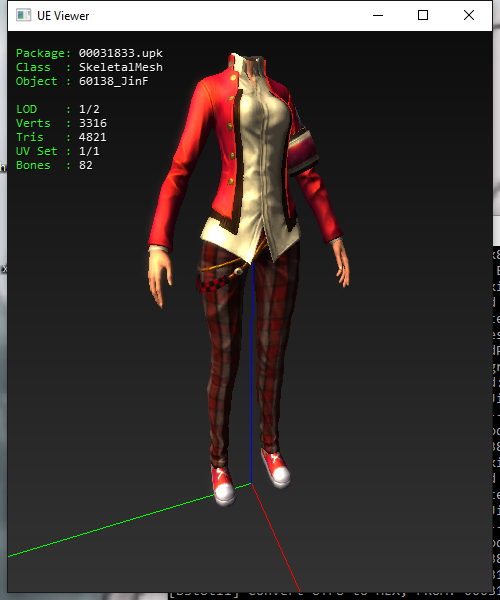 UE Viewer
Package: 00031833.upk
Class : SkeletalMesh
Object : 60138_JinF
LOD : 1/2
Verts : 3316
Tris : 4821
UV Set : 1/1
Bones : 82